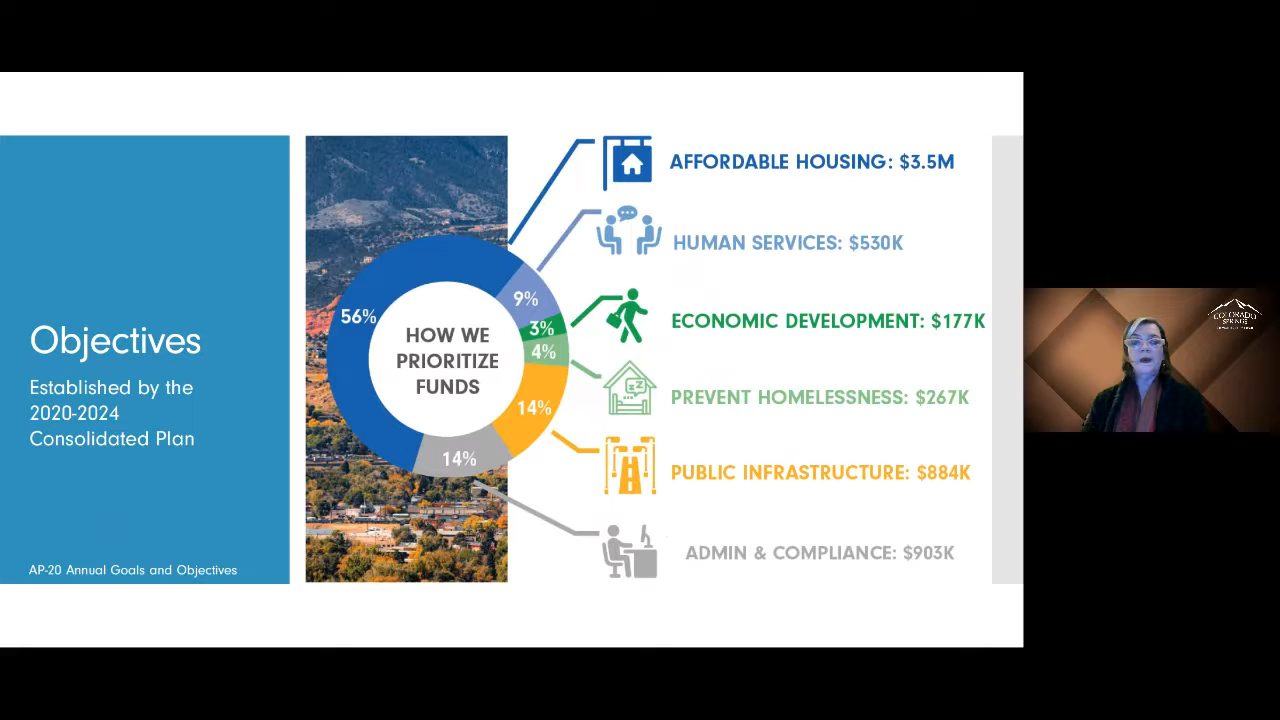 Objectives
Established by the
2020-2024
Consolidated Plan
AP-20 Annual Goals and Objectives
HOW WE
PRIORITIZE
FUNDS
56%
9%
3%
4%
14%
14%
AFFORDABLE HOUSING: $3.5M
HUMAN SERVICES: $530K
ECONOMIC DEVELOPMENT: $177K
PREVENT HOMELESSNESS: $267K
PUBLIC INFRASTRUCTURE: $884K
ADMIN & COMPLIANCE: $903K
COLORADO
SPRINGS